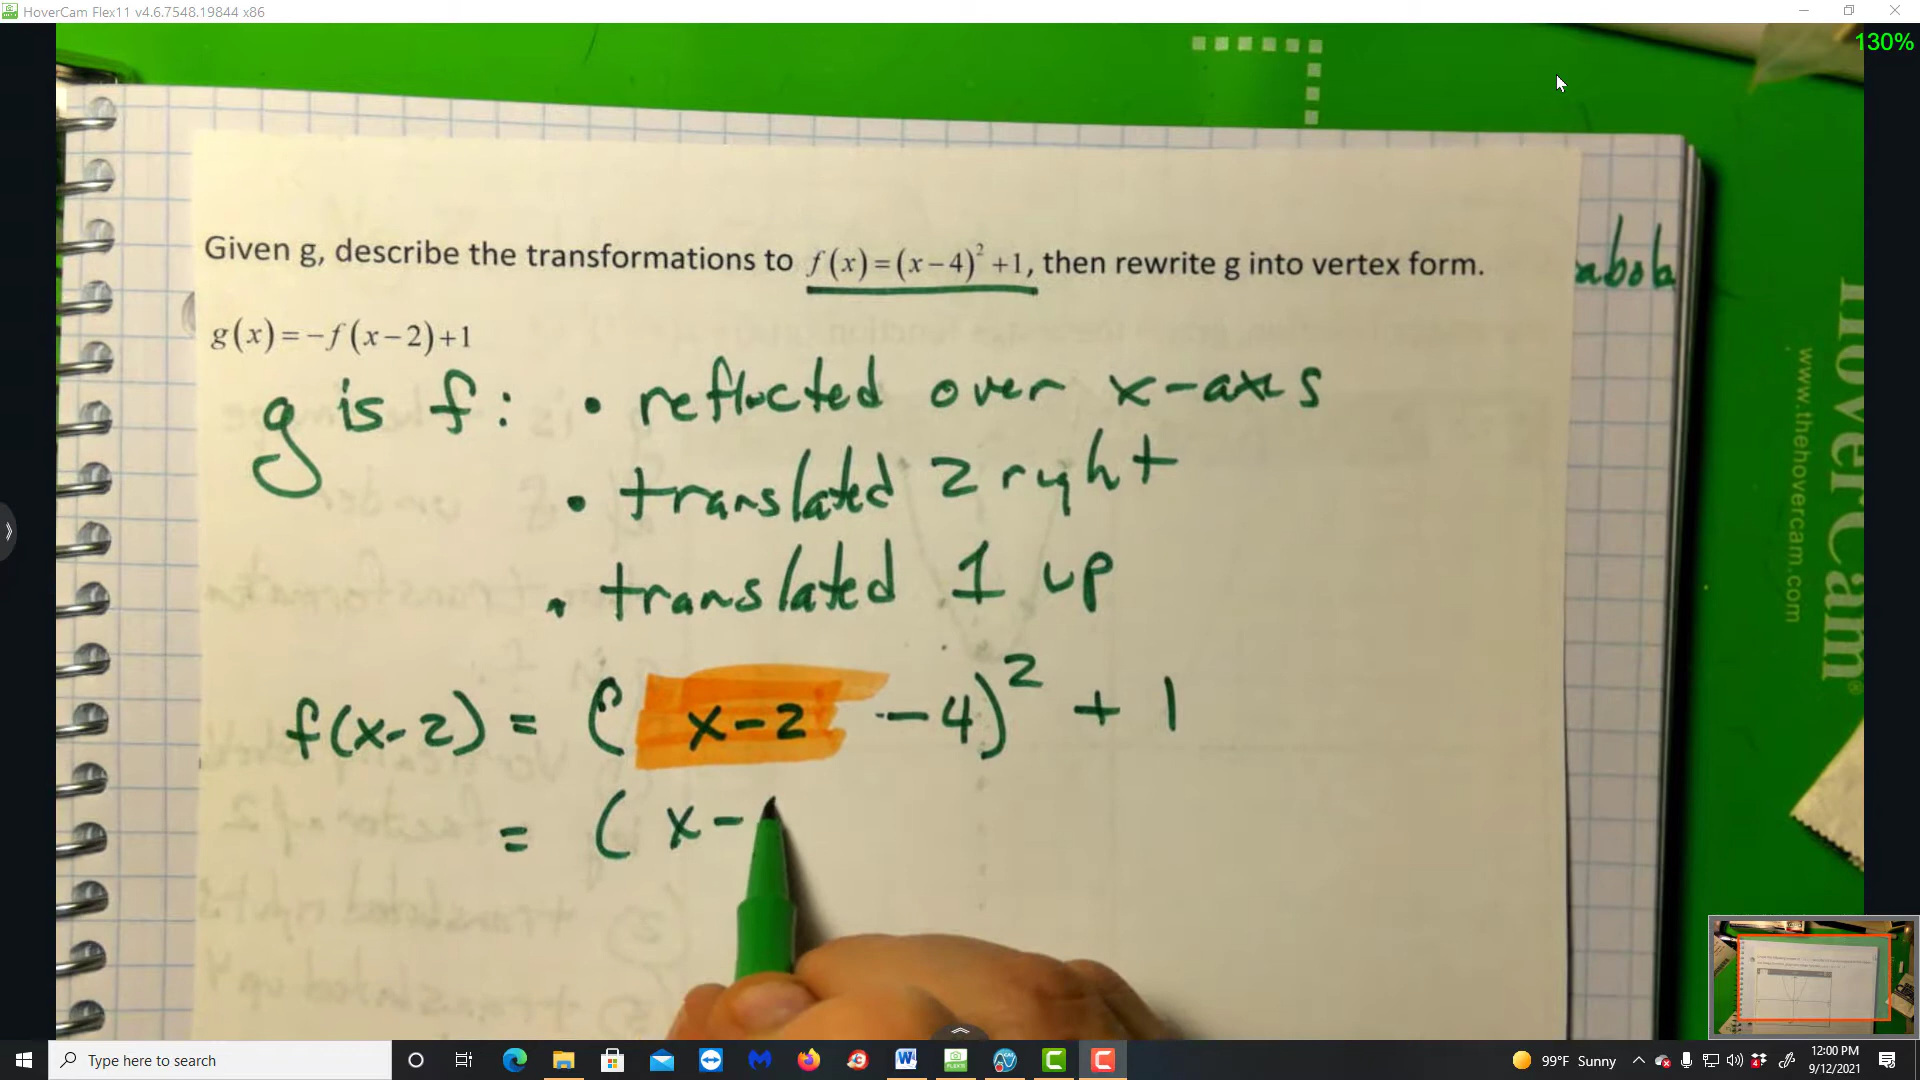 HoverCam Flex11 v4.6.7548.19844 x86
130%
Given g, describe the transformations to f(x)=(x−4)²+1, then rewrite g into vertex form.
g(x)=−f(x−2)+1
g is f: • reflected over x-axis
• translated 2 right
• translated 1 up
f(x-2) = (x-2 -4)² + 1
= (x-
abola
HoverCam®
www.thehovercam.com
Type here to search
99°F Sunny
12:00 PM
9/12/2021